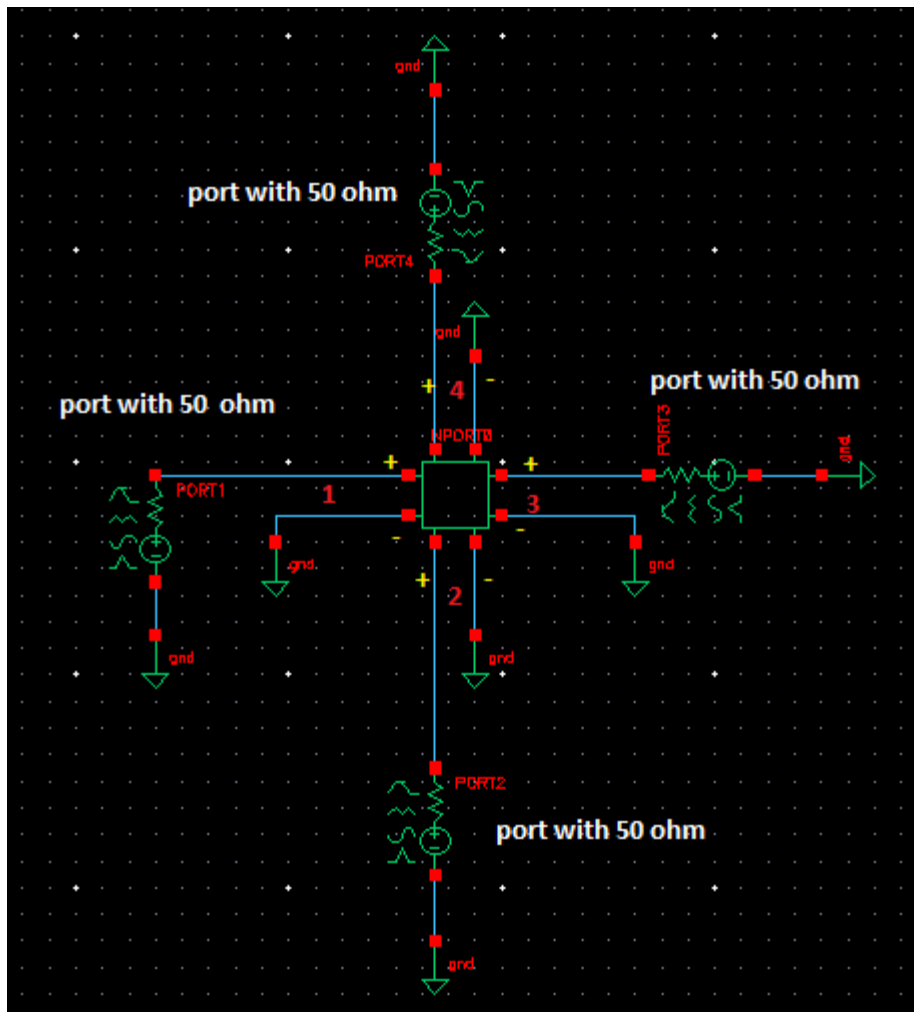 gnd
port with 50 ohm
PORT4
gnd
+ 4 -
port with 50 ohm
port with 50 ohm
PORT3
gnd
NPORT0
+
+
PORT1
1
3
-
-
gnd
gnd
+ 2 -
gnd
gnd
PORT2
port with 50 ohm
gnd